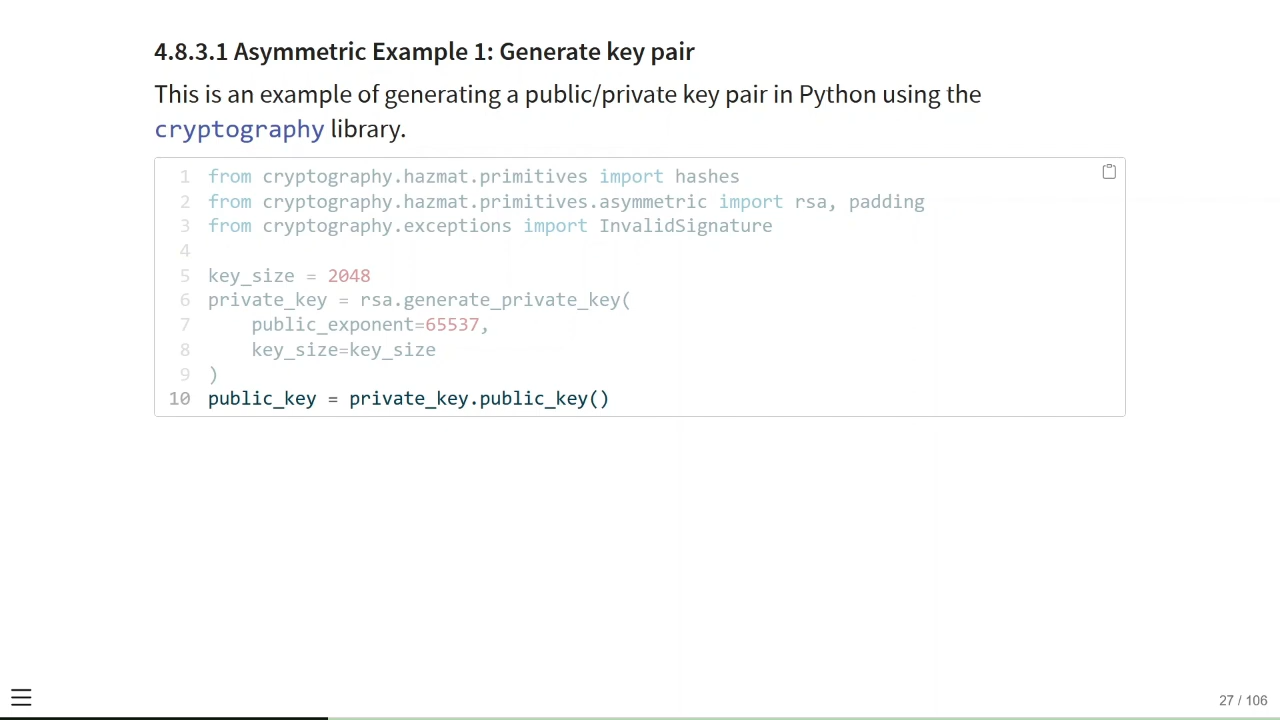 4.8.3.1 Asymmetric Example 1: Generate key pair
This is an example of generating a public/private key pair in Python using the
cryptography library.
1 from cryptography.hazmat.primitives import hashes
2 from cryptography.hazmat.primitives.asymmetric import rsa, padding
3 from cryptography.exceptions import InvalidSignature
4
5 key_size = 2048
6 private_key = rsa.generate_private_key(
7     public_exponent=65537,
8     key_size=key_size
9 )
10 public_key = private_key.public_key()
27 / 106